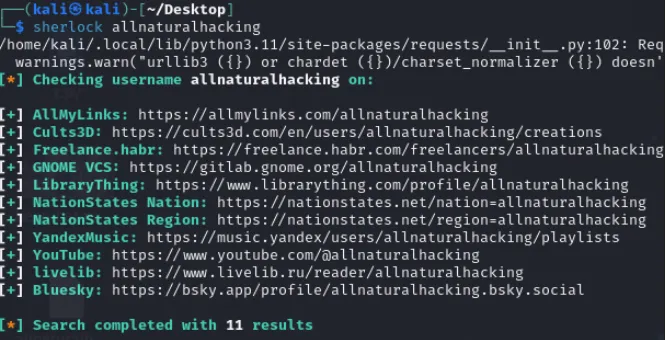 ┌──(kali㉿kali)-[~/Desktop]
└─$ sherlock allnaturalhacking
/home/kali/.local/lib/python3.11/site-packages/requests/__init__.py:102: Req
  warnings.warn("urllib3 ({}) or chardet ({})/charset_normalizer ({}) doesn'
[*] Checking username allnaturalhacking on:
[+] AllMyLinks: https://allmylinks.com/allnaturalhacking
[+] Cults3D: https://cults3d.com/en/users/allnaturalhacking/creations
[+] Freelance.habr: https://freelance.habr.com/freelancers/allnaturalhacking
[+] GNOME VCS: https://gitlab.gnome.org/allnaturalhacking
[+] LibraryThing: https://www.librarything.com/profile/allnaturalhacking
[+] NationStates Nation: https://nationstates.net/nation=allnaturalhacking
[+] NationStates Region: https://nationstates.net/region=allnaturalhacking
[+] YandexMusic: https://music.yandex/users/allnaturalhacking/playlists
[+] YouTube: https://www.youtube.com/@allnaturalhacking
[+] livelib: https://www.livelib.ru/reader/allnaturalhacking
[+] Bluesky: https://bsky.app/profile/allnaturalhacking.bsky.social
[*] Search completed with 11 results